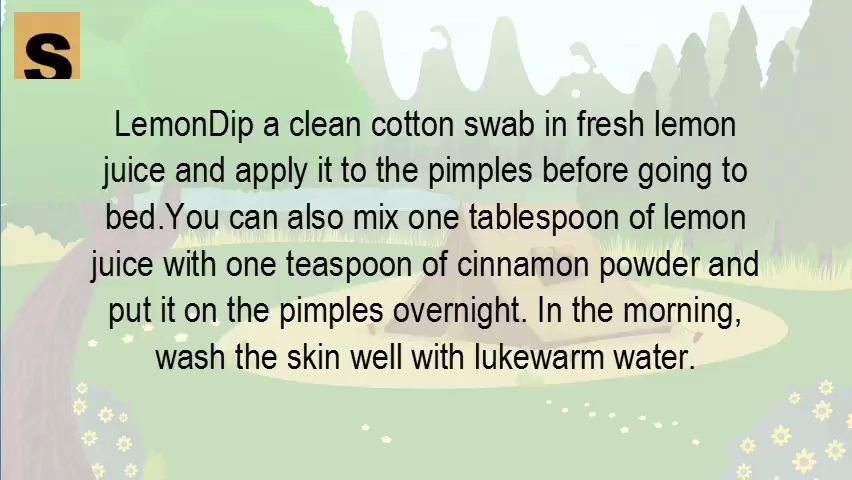 S
LemonDip a clean cotton swab in fresh lemon
juice and apply it to the pimples before going to
bed.You can also mix one tablespoon of lemon
juice with one teaspoon of cinnamon powder and
put it on the pimples overnight. In the morning,
wash the skin well with lukewarm water.